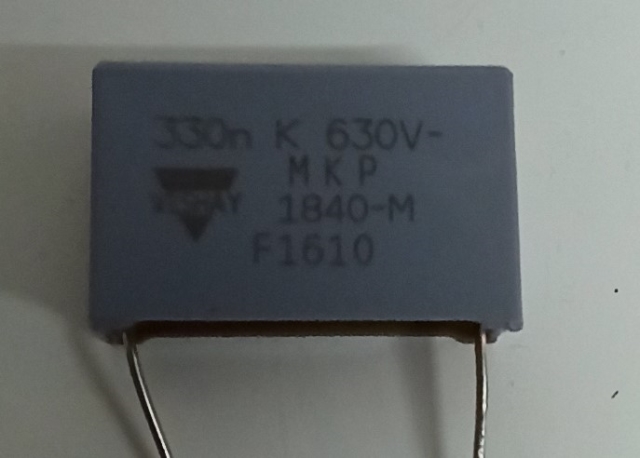 330n K 630V-
MKP
VISHAY 1840-M
F1610